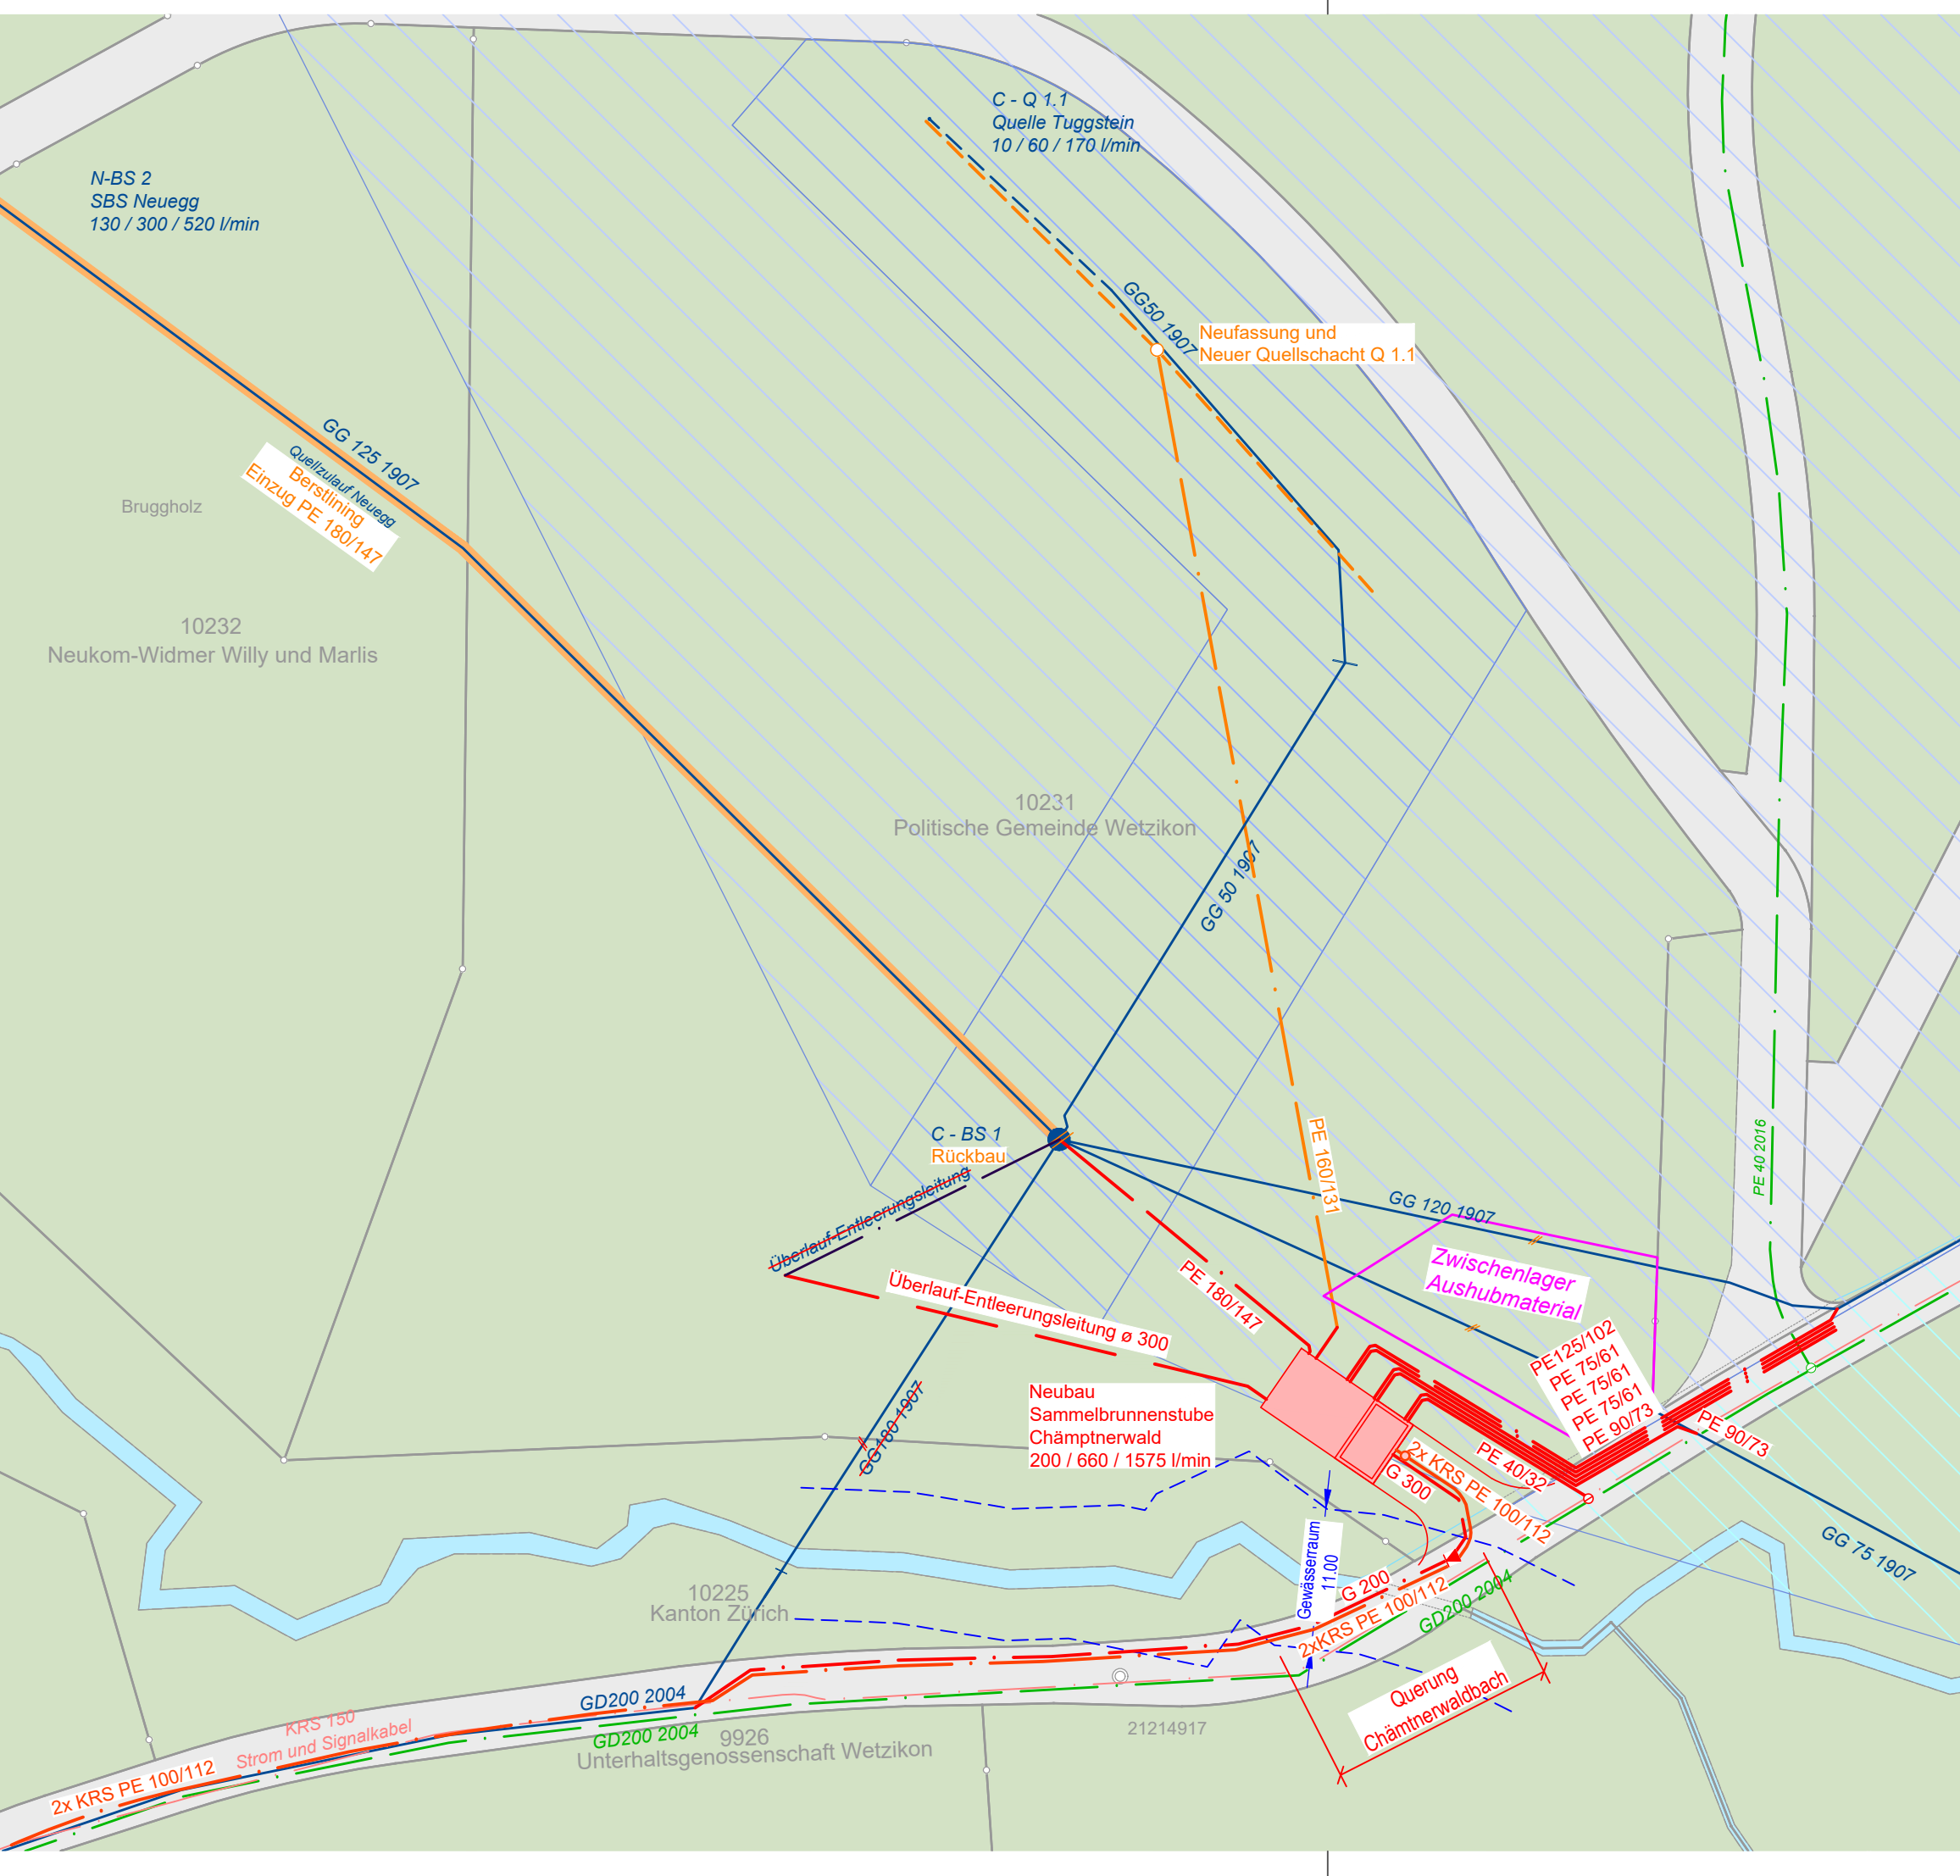 C - Q 1.1
Quelle Tuggstein
10 / 60 / 170 l/min
N-BS 2
SBS Neuegg
130 / 300 / 520 l/min
GG50 1907
Neufassung und
Neuer Quellschacht Q 1.1
GG 125 1907
Quellzulauf Neuegg
Berstlining
Einzug PE 180/147
Bruggholz
10232
Neukom-Widmer Willy und Marlis
10231
Politische Gemeinde Wetzikon
GG 50 1907
C - BS 1
Rückbau
Überlauf-Entleerungsleitung
PE 160/131
PE 40 2016
GG 120 1907
Zwischenlager
Aushubmaterial
PE 180/147
Überlauf-Entleerungsleitung ø 300
PE125/102
PE 75/61
PE 75/61
PE 75/61
PE 90/73
PE 90/73
Neubau
Sammelbrunnenstube
Chämptnerwald
200 / 660 / 1575 l/min
GG180 1907
PE 40/32
2x KRS PE 100/112
G 300
Gewässerraum
11.00
GG 75 1907
G 200
2xKRS PE 100/112
GD200 2004
10225
Kanton Zürich
Querung
Chämtnerwaldbach
GD200 2004
GD200 2004
KRS 150
Strom und Signalkabel
9926
Unterhaltsgenossenschaft Wetzikon
21214917
2x KRS PE 100/112